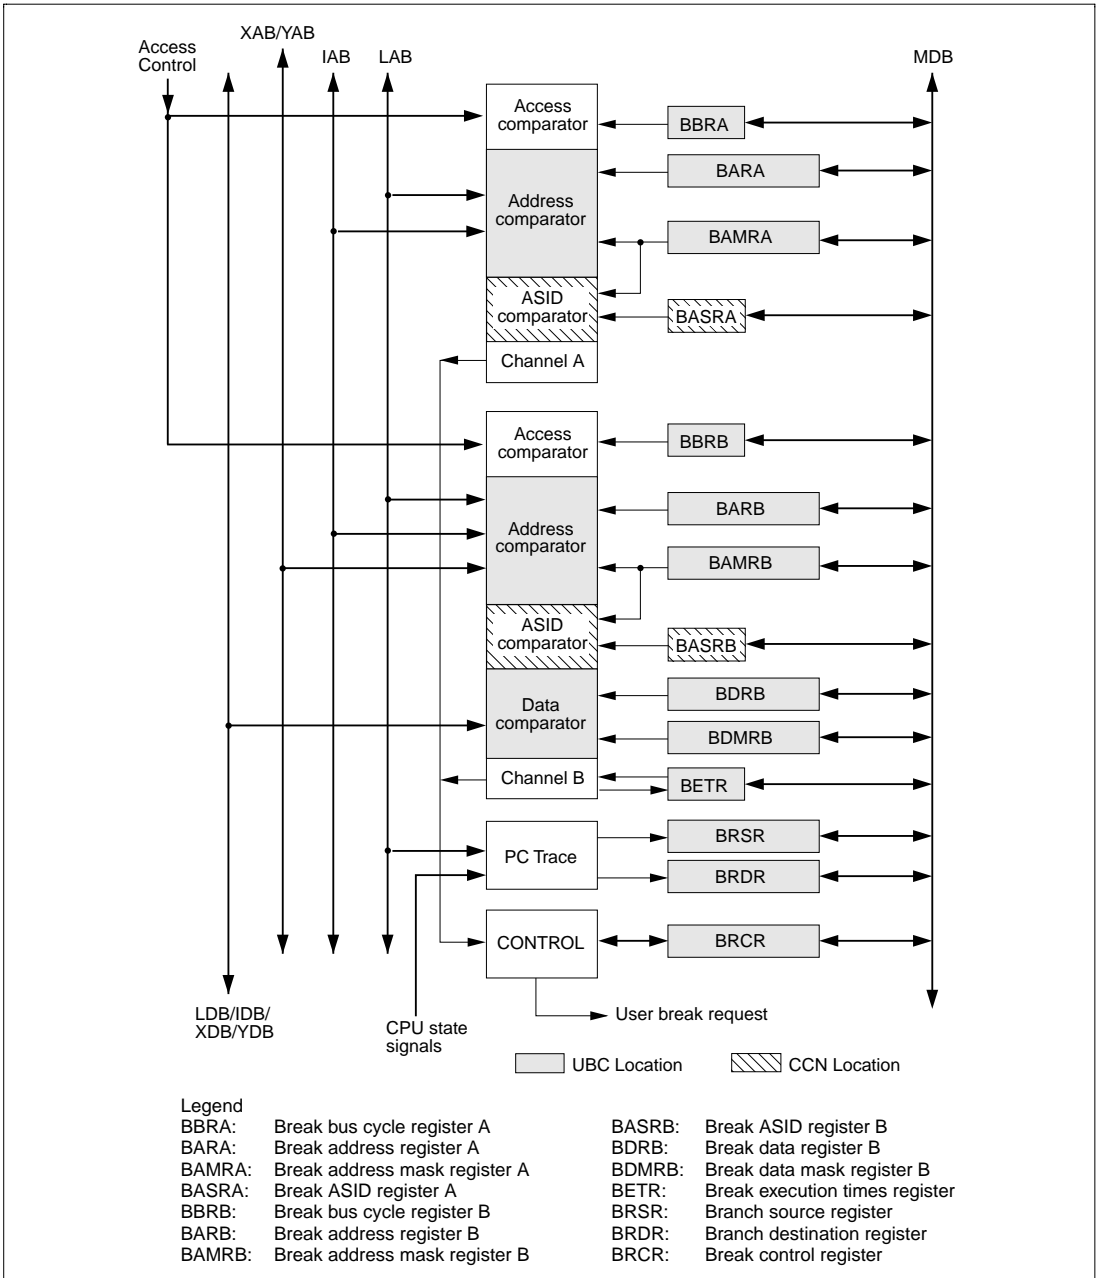 Access
Control
XAB/YAB
IAB
LAB
MDB
Access
comparator
BBRA
BARA
Address
comparator
BAMRA
ASID
comparator
BASRA
Channel A
Access
comparator
BBRB
BARB
Address
comparator
BAMRB
ASID
comparator
BASRB
BDRB
Data
comparator
BDMRB
Channel B
BETR
PC Trace
BRSR
BRDR
CONTROL
BRCR
LDB/IDB/
XDB/YDB
CPU state
signals
User break request
UBC Location
CCN Location
Legend
BBRA: Break bus cycle register A
BARA: Break address register A
BAMRA: Break address mask register A
BASRA: Break ASID register A
BBRB: Break bus cycle register B
BARB: Break address register B
BAMRB: Break address mask register B
BASRB: Break ASID register B
BDRB: Break data register B
BDMRB: Break data mask register B
BETR: Break execution times register
BRSR: Branch source register
BRDR: Branch destination register
BRCR: Break control register